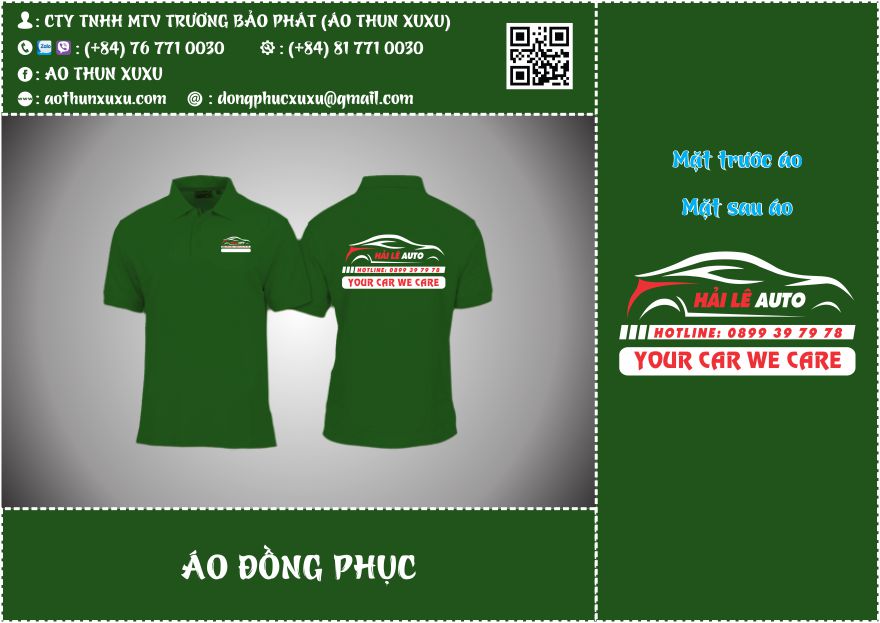 : CTY TNHH MTV TRƯƠNG BẢO PHÁT (ÁO THUN XUXU)
Zalo : (+84) 76 771 0030 : (+84) 81 771 0030
f : AO THUN XUXU
www : aothunxuxu.com @ : dongphucxuxu@gmail.com
HẢI LÊ AUTO
HOTLINE: 0899 39 79 78
YOUR CAR WE CARE
Mặt trước áo
Mặt sau áo
HẢI LÊ AUTO
HOTLINE: 0899 39 79 78
YOUR CAR WE CARE
ÁO ĐỒNG PHỤC